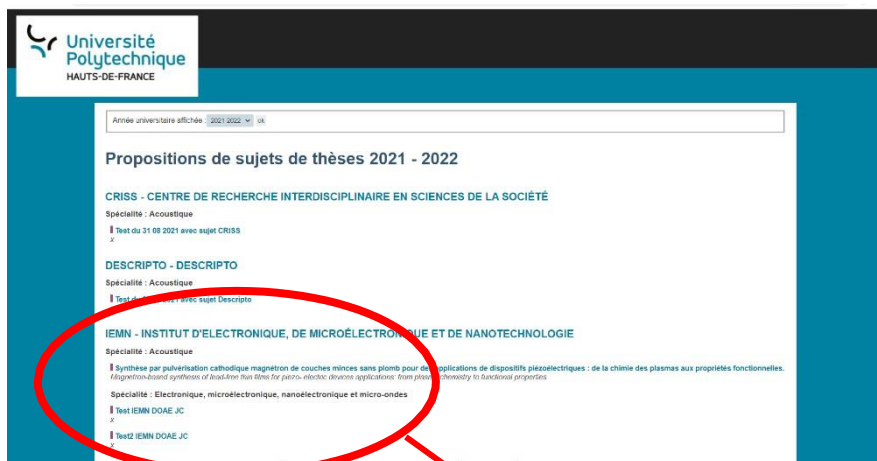 Université
Polytechnique
HAUTS-DE-FRANCE
Année universitaire affichée : 2021-2022 ok
Propositions de sujets de thèses 2021 - 2022
CRISS - CENTRE DE RECHERCHE INTERDISCIPLINAIRE EN SCIENCES DE LA SOCIÉTÉ
Spécialité : Acoustique
Test du 31 08 2021 avec sujet CRISS
X
DESCRIPTO - DESCRIPTO
Spécialité : Acoustique
Test du 2021 avec sujet Descripto
IEMN - INSTITUT D'ELECTRONIQUE, DE MICROÉLECTRONIQUE ET DE NANOTECHNOLOGIE
Spécialité : Acoustique
Synthèse par pulvérisation cathodique magnétron de couches minces sans plomb pour des applications de dispositifs piézoélectriques : de la chimie des plasmas aux propriétés fonctionnelles.
Magnetron-based synthesis of lead-free thin films for piezo- electric devices applications: from plasma chemistry to functional properties
Spécialité : Electronique, microélectronique, nanoélectronique et micro-ondes
Test IEMN DOAE JC
X
Test2 IEMN DOAE JC
X